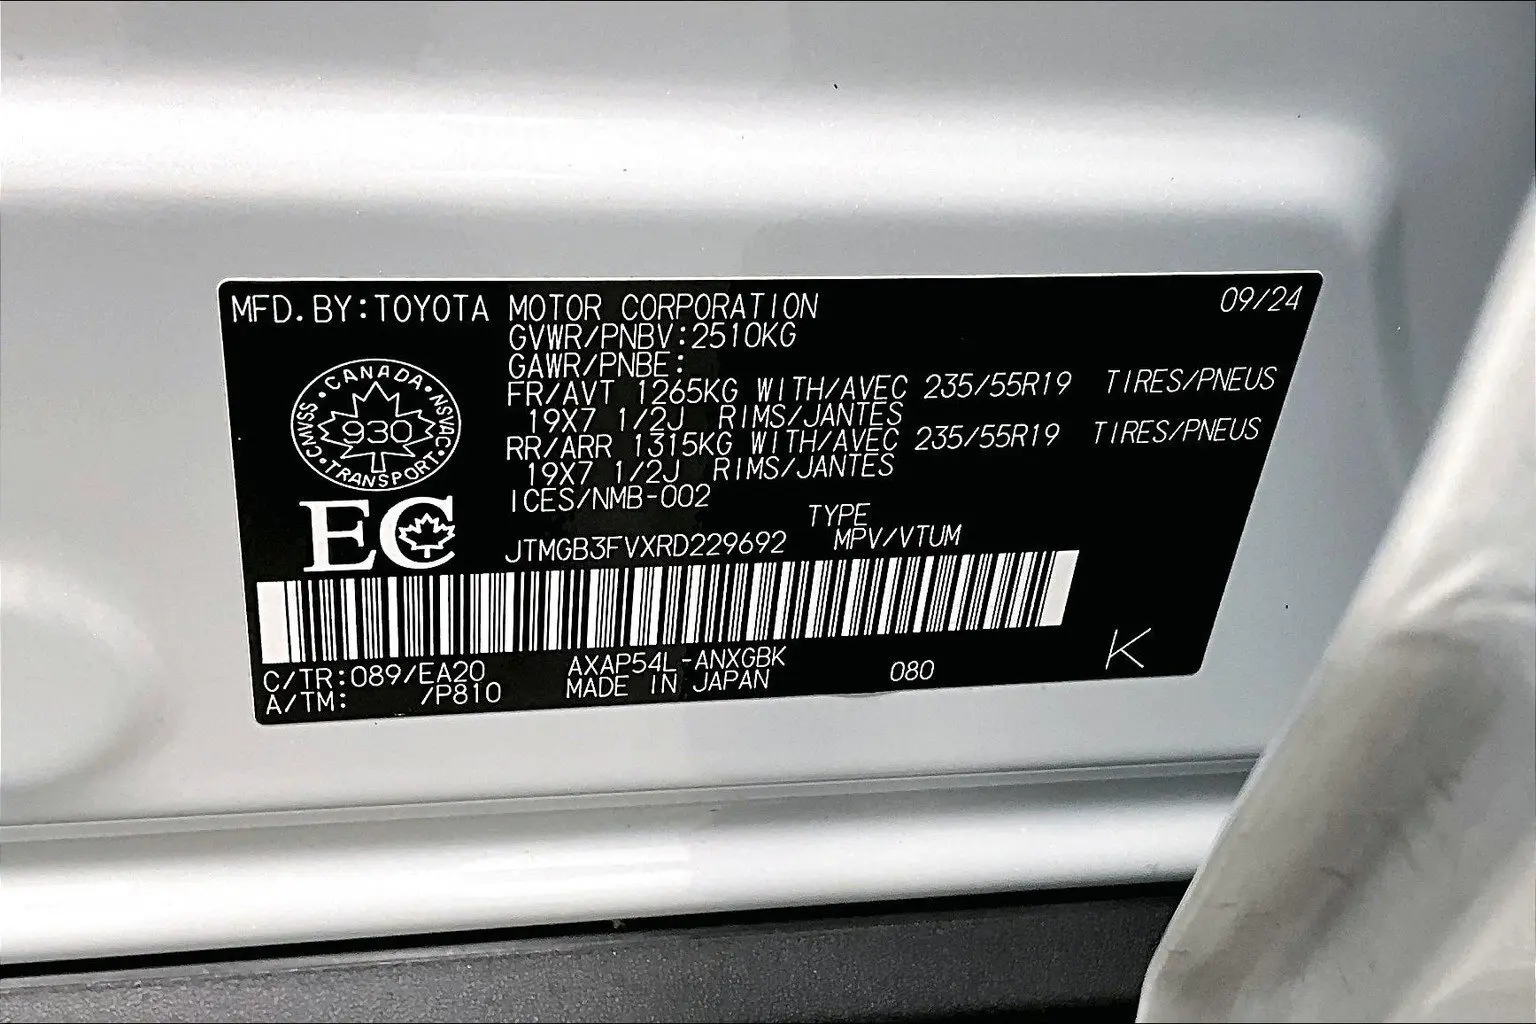 MFD.BY:TOYOTA MOTOR CORPORATION 09/24
GVWR/PNBV:2510KG
GAWR/PNBE:
FR/AVT 1265KG WITH/AVEC 235/55R19 TIRES/PNEUS
19X7 1/2J RIMS/JANTES
RR/ARR 1315KG WITH/AVEC 235/55R19 TIRES/PNEUS
19X7 1/2J RIMS/JANTES
ICES/NMB-002
CANADA
CMVSS 930 NSVAC
TRANSPORT
EC
TYPE
JTMGB3FVXRD229692 MPV/VTUM
C/TR:089/EA20 AXAP54L-ANXGBK 080 K
A/TM: /P810 MADE IN JAPAN